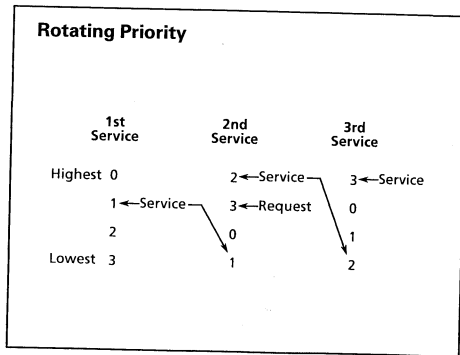 Rotating Priority
1st Service 2nd Service 3rd Service
Highest 0 2 Service 3 Service
1 Service 3 Request 0
2 0 1
Lowest 3 1 2